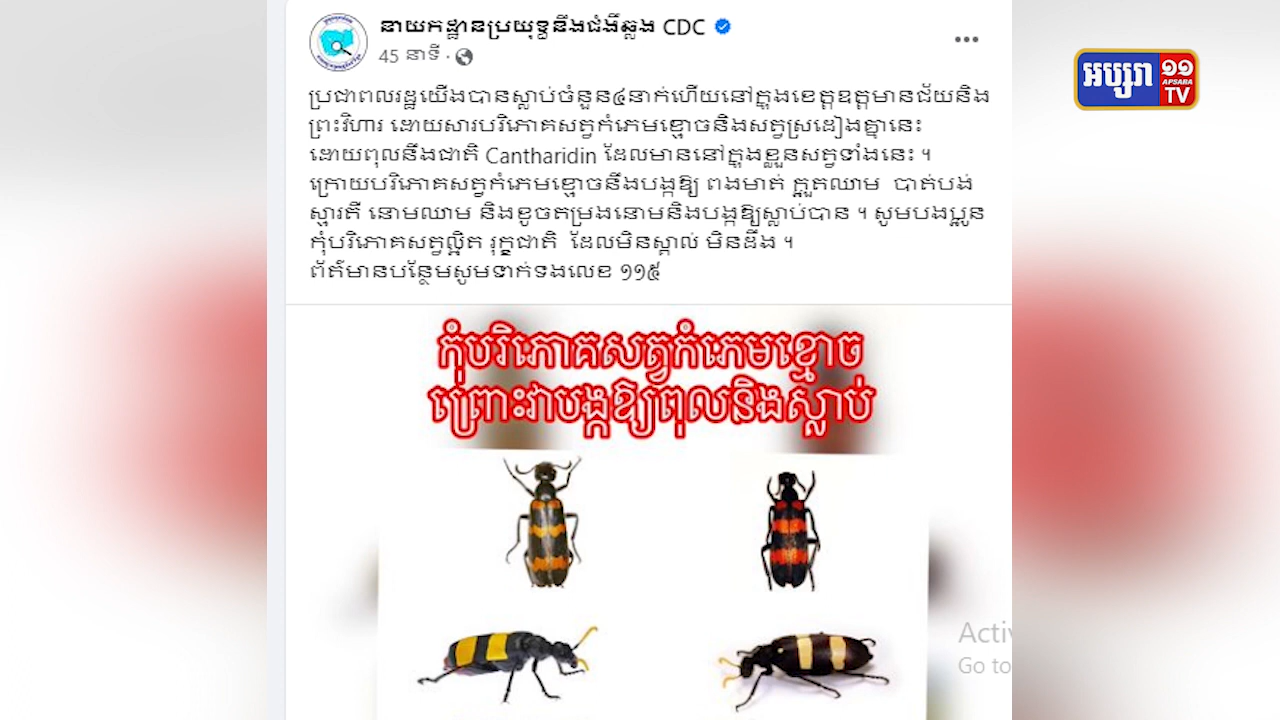 នាយកដ្ឋានប្រយុទ្ធនឹងជំងឺឆ្លង CDC
45 នាទី ·
អប្សរា ១១
APSARA
TV
ប្រជាពលរដ្ឋយើងបានស្លាប់ចំនួន៤នាក់ហើយនៅក្នុងខេត្តឧត្តរមានជ័យនិង
ព្រះវិហារ ដោយសារបរិភោគសត្វកំភេមខ្មោចនិងសត្វស្រដៀងគ្នានេះ
ដោយពុលនឹងជាតិ Cantharidin ដែលមាននៅក្នុងខ្លួនសត្វទាំងនេះ ។
ក្រោយបរិភោគសត្វកំភេមខ្មោចនឹងបង្កឱ្យ ពងមាត់ ក្អួតឈាម បាត់បង់
ស្មារតី នោមឈាម និងខូចតម្រងនោមនិងបង្កឱ្យស្លាប់បាន ។ សូមបងប្អូន
កុំបរិភោគសត្វល្អិត រុក្ខជាតិ ដែលមិនស្គាល់ មិនដឹង ។
ព័ត៌មានបន្ថែមសូមទាក់ទងលេខ ១១៥
កុំបរិភោគសត្វកំភេមខ្មោច
ព្រោះវាបង្កឱ្យពុលនិងស្លាប់
Activ
Go to